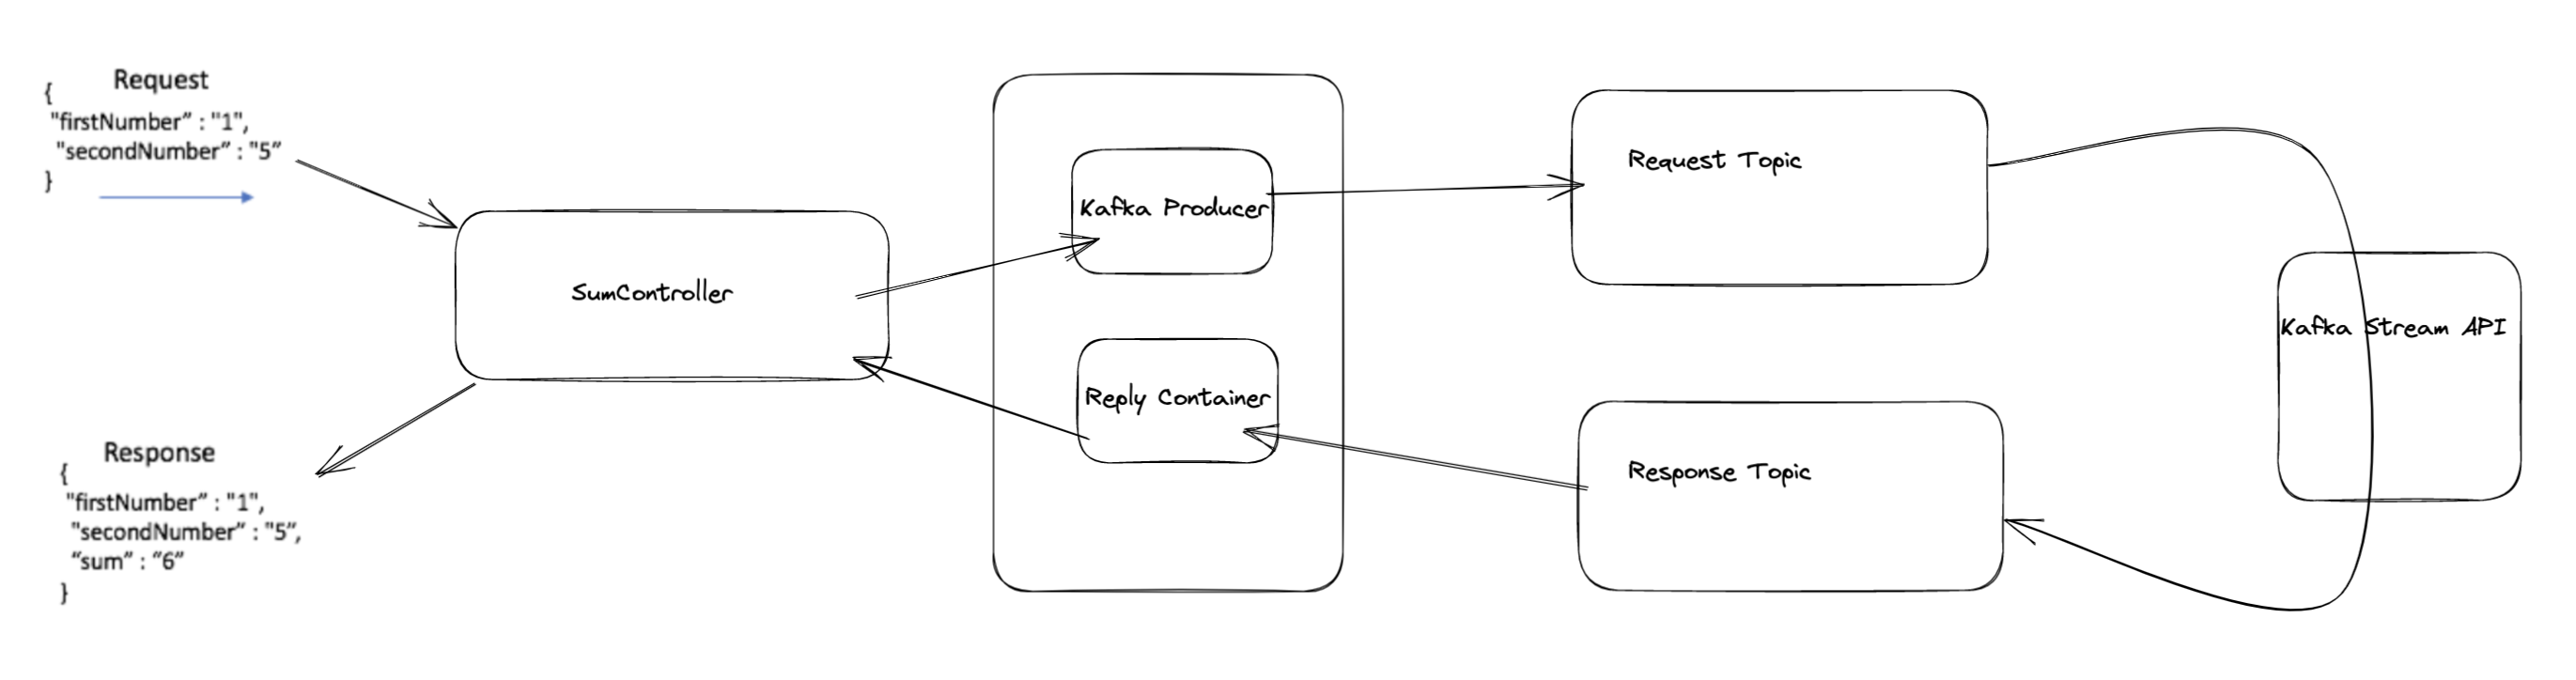 Request
{
"firstNumber” : "1",
"secondNumber” : "5”
}
SumController
Response
{
"firstNumber” : "1",
"secondNumber” : "5”,
“sum” : “6”
}
Kafka Producer
Reply Container
Request Topic
Response Topic
Kafka Stream API